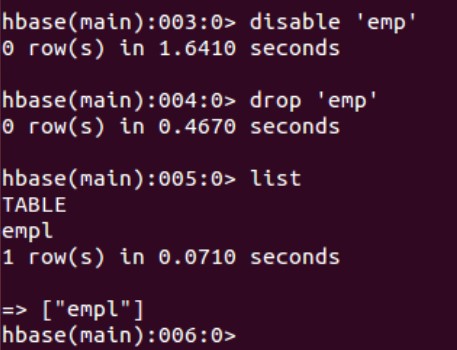 hbase(main):003:0> disable 'emp'
0 row(s) in 1.6410 seconds
hbase(main):004:0> drop 'emp'
0 row(s) in 0.4670 seconds
hbase(main):005:0> list
TABLE
empl
1 row(s) in 0.0710 seconds
=> ["empl"]
hbase(main):006:0>